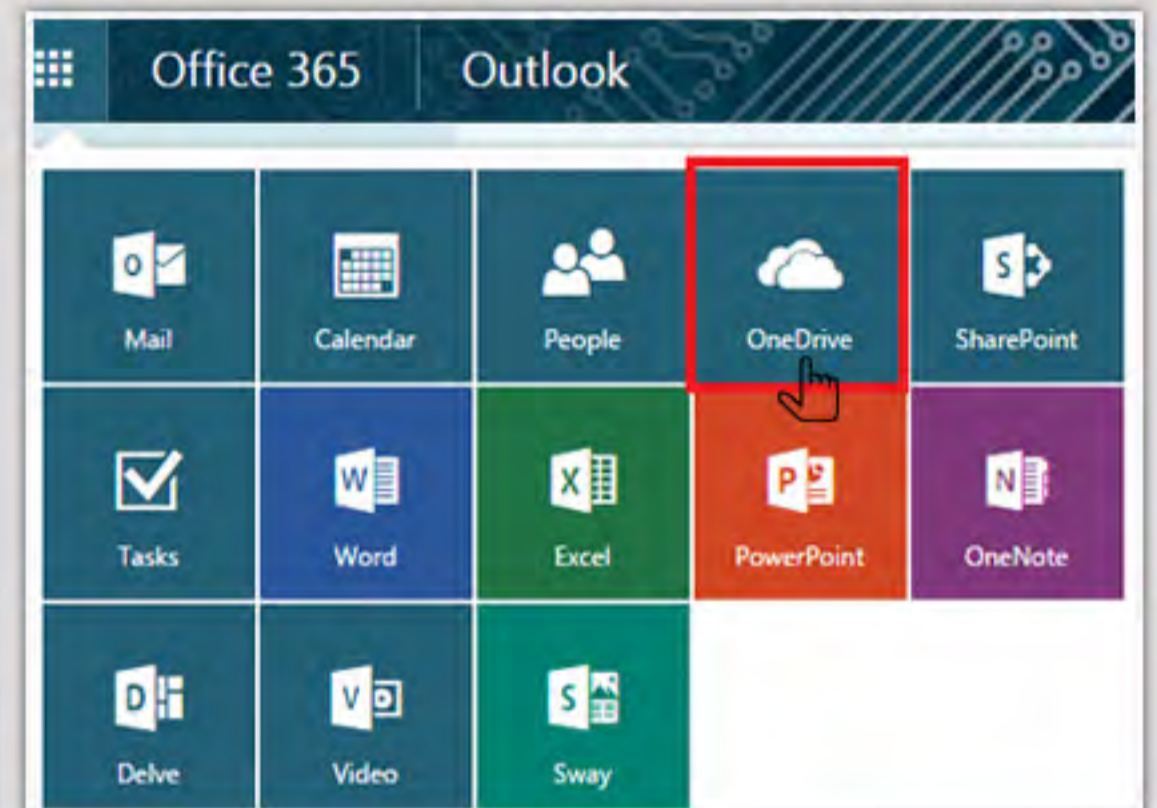 Office 365 Outlook
Mail Calendar People OneDrive SharePoint
Tasks Word Excel PowerPoint OneNote
Delve Video Sway